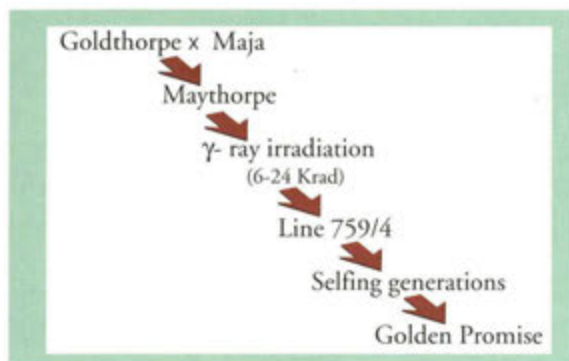 Goldthorpe x Maja
Maythorpe
γ- ray irradiation
(6-24 Krad)
Line 759/4
Selfing generations
Golden Promise